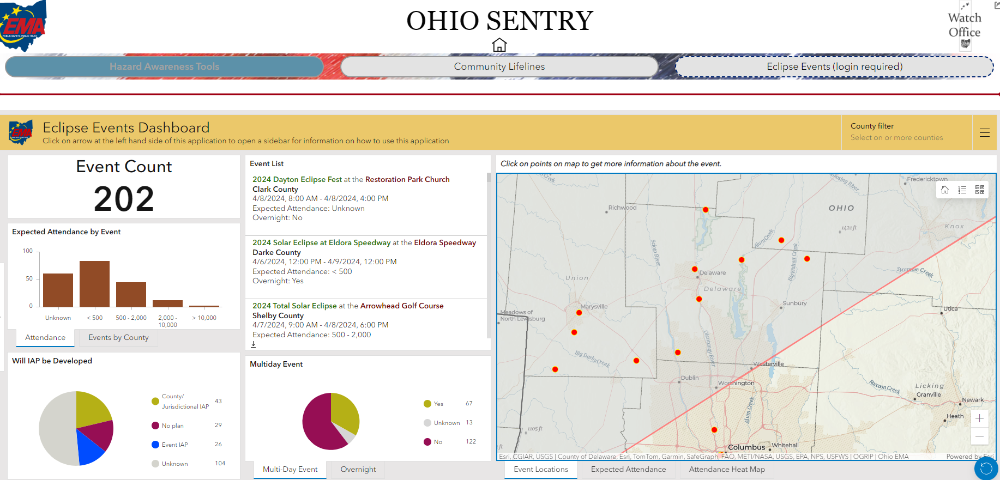 EMA
PUBLIC SAFETY, PUBLIC TRUST
OHIO SENTRY
Watch
Office
Hazard Awareness Tools
Community Lifelines
Eclipse Events (login required)
EMA
Eclipse Events Dashboard
Click on arrow at the left hand side of this application to open a sidebar for information on how to use this application
County filter
Select on or more counties
Event Count
202
Expected Attendance by Event
100
50
0
Unknown
< 500
500 - 2,000
2,000 -
10,000
> 10,000
Attendance
Events by County
Will IAP be Developed
County/
Jurisdictional IAP 43
No plan 29
Event IAP 26
Unknown 104
Event List
2024 Dayton Eclipse Fest at the Restoration Park Church
Clark County
4/8/2024, 8:00 AM - 4/8/2024, 4:00 PM
Expected Attendance: Unknown
Overnight: No
2024 Solar Eclipse at Eldora Speedway at the Eldora Speedway
Darke County
4/6/2024, 12:00 PM - 4/9/2024, 12:00 PM
Expected Attendance: < 500
Overnight: Yes
2024 Total Solar Eclipse at the Arrowhead Golf Course
Shelby County
4/7/2024, 9:00 AM - 4/8/2024, 6:00 PM
Expected Attendance: 500 - 2,000
Multiday Event
Yes 67
Unknown 13
No 122
Multi-Day Event
Overnight
Click on points on map to get more information about the event.
Creek
Kokosing River
Fredericktown
Richwood
OHIO
1421 ft
Knox
Alum Creek
Scioto River
Big Walnut Creek
Sycamore Creek
Delaware
Union
Delaware
Sunbury
Marysville
Utica
Meadows of
North Lewisburg
Olentangy River
Big Darby Creek
Westerville
Dublin
Worthington
Raccoon Creek
Licking
Granville
Newark
Alum Creek
Heath
1105 ft
ft
Columbus
Whitehall
Esri, CGIAR, USGS | County of Delaware, Esri, TomTom, Garmin, SafeGraph, FAO, METI/NASA, USGS, EPA, NPS, USFWS | OGRIP | Ohio EMA
Powered by Esri
Event Locations
Expected Attendance
Attendance Heat Map